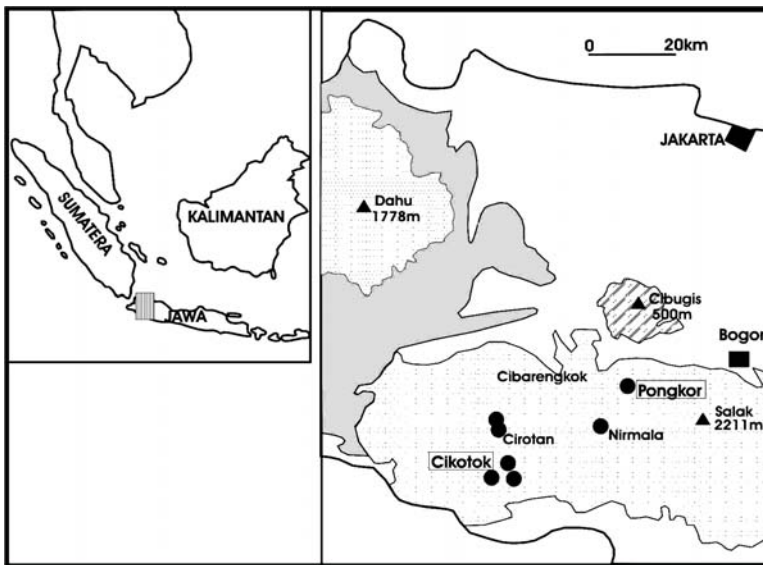 SUMATERA
KALIMANTAN
JAWA
0 20km
JAKARTA
Dahu
1778m
Cibugis
500m
Bogor
Cibarengkok
Pongkor
Salak
2211m
Cirotan
Nirmala
Cikotok